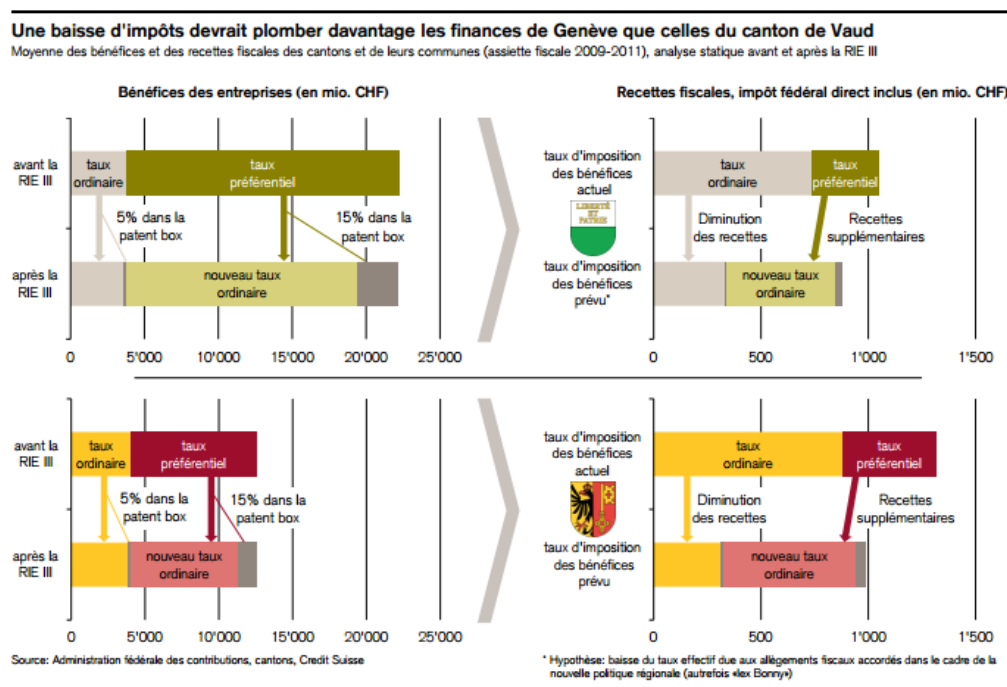 Une baisse d'impôts devrait plomber davantage les finances de Genève que celles du canton de Vaud
Moyenne des bénéfices et des recettes fiscales des cantons et de leurs communes (assiette fiscale 2009-2011), analyse statique avant et après la RIE III
Bénéfices des entreprises (en mio. CHF)
avant la
RIE III
taux
ordinaire
taux
préférentiel
5% dans la
patent box
15% dans la
patent box
après la
RIE III
nouveau taux
ordinaire
0 5'000 10'000 15'000 20'000 25'000
Recettes fiscales, impôt fédéral direct inclus (en mio. CHF)
taux d'imposition
des bénéfices
actuel
taux
ordinaire
taux
préférentiel
LIBERTÉ
ET
PATRIE
Diminution
des recettes
Recettes
supplémentaires
taux d'imposition
des bénéfices
prévu*
nouveau taux
ordinaire
0 500 1'000 1'500
avant la
RIE III
taux
ordinaire
taux
préférentiel
5% dans la
patent box
15% dans la
patent box
après la
RIE III
nouveau taux
ordinaire
0 5'000 10'000 15'000 20'000 25'000
taux d'imposition
des bénéfices
actuel
taux
ordinaire
taux
préférentiel
Diminution
des recettes
Recettes
supplémentaires
taux d'imposition
des bénéfices
prévu
nouveau taux
ordinaire
0 500 1'000 1'500
Source: Administration fédérale des contributions, cantons, Credit Suisse
* Hypothèse: baisse du taux effectif due aux allègements fiscaux accordés dans le cadre de la
nouvelle politique régionale (autrefois «lex Bonny»)